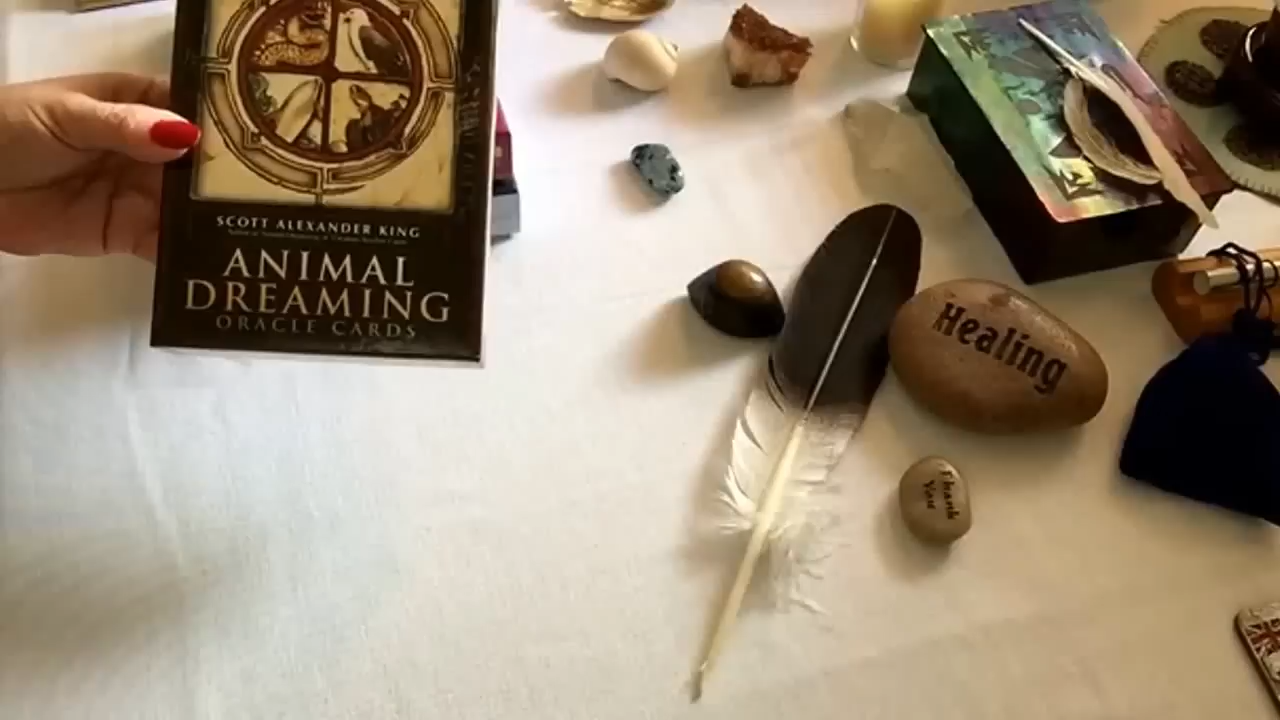 SCOTT ALEXANDER KING
ANIMAL
DREAMING
ORACLE CARDS
Healing
Thank
You